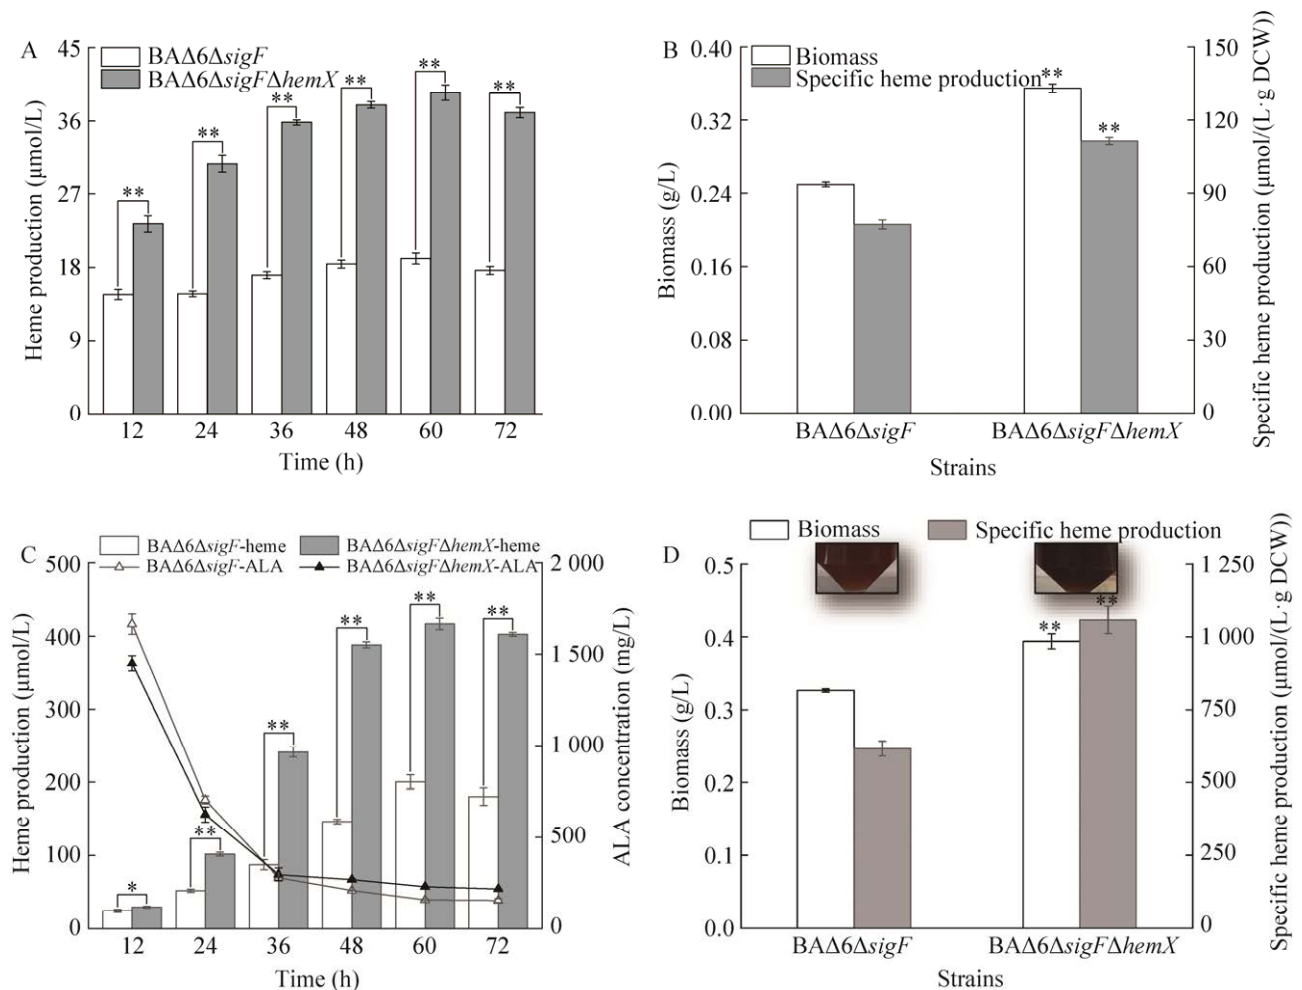 A
BAΔ6ΔsigF
BAΔ6ΔsigFΔhemX
Heme production (μmol/L)
45
36
27
18
9
0
**
**
**
**
**
**
12 24 36 48 60 72
Time (h)
B
Biomass
Specific heme production
Biomass (g/L)
0.40
0.32
0.24
0.16
0.08
0.00
**
**
150
120
90
60
30
0
Specific heme production (μmol/(L·g DCW))
BAΔ6ΔsigF BAΔ6ΔsigFΔhemX
Strains
C
BAΔ6ΔsigF-heme BAΔ6ΔsigFΔhemX-heme
BAΔ6ΔsigF-ALA BAΔ6ΔsigFΔhemX-ALA
Heme production (μmol/L)
500
400
300
200
100
0
*
**
**
**
**
**
2 000
1 500
1 000
500
0
ALA concentration (mg/L)
12 24 36 48 60 72
Time (h)
D
Biomass Specific heme production
Biomass (g/L)
0.5
0.4
0.3
0.2
0.1
0.0
**
**
1 250
1 000
750
500
250
0
Specific heme production (μmol/(L·g DCW))
BAΔ6ΔsigF BAΔ6ΔsigFΔhemX
Strains